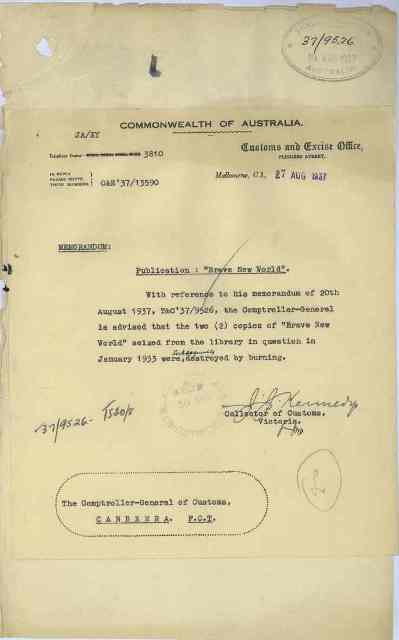 37/9526
AUG 1937
AUSTRALIA
COMMONWEALTH OF AUSTRALIA.
JR/EY
3810
Customs and Excise Office,
FLINDERS STREET,
IN REPLY
PLEASE QUOTE
THESE NUMBERS
C&E'37/13590
Melbourne, C.1, 27 AUG 1937
MEMORANDUM:
Publication : "Brave New World".
With reference to his memorandum of 20th
August 1937, T&C'37/9526, the Comptroller-General
is advised that the two (2) copies of "Brave New
World" seized from the library in question in
subsequently
January 1933 were, destroyed by burning.
37/9526
Collector of Customs,
Victoria.
The Comptroller-General of Customs,
CANBERRA. F.C.T.